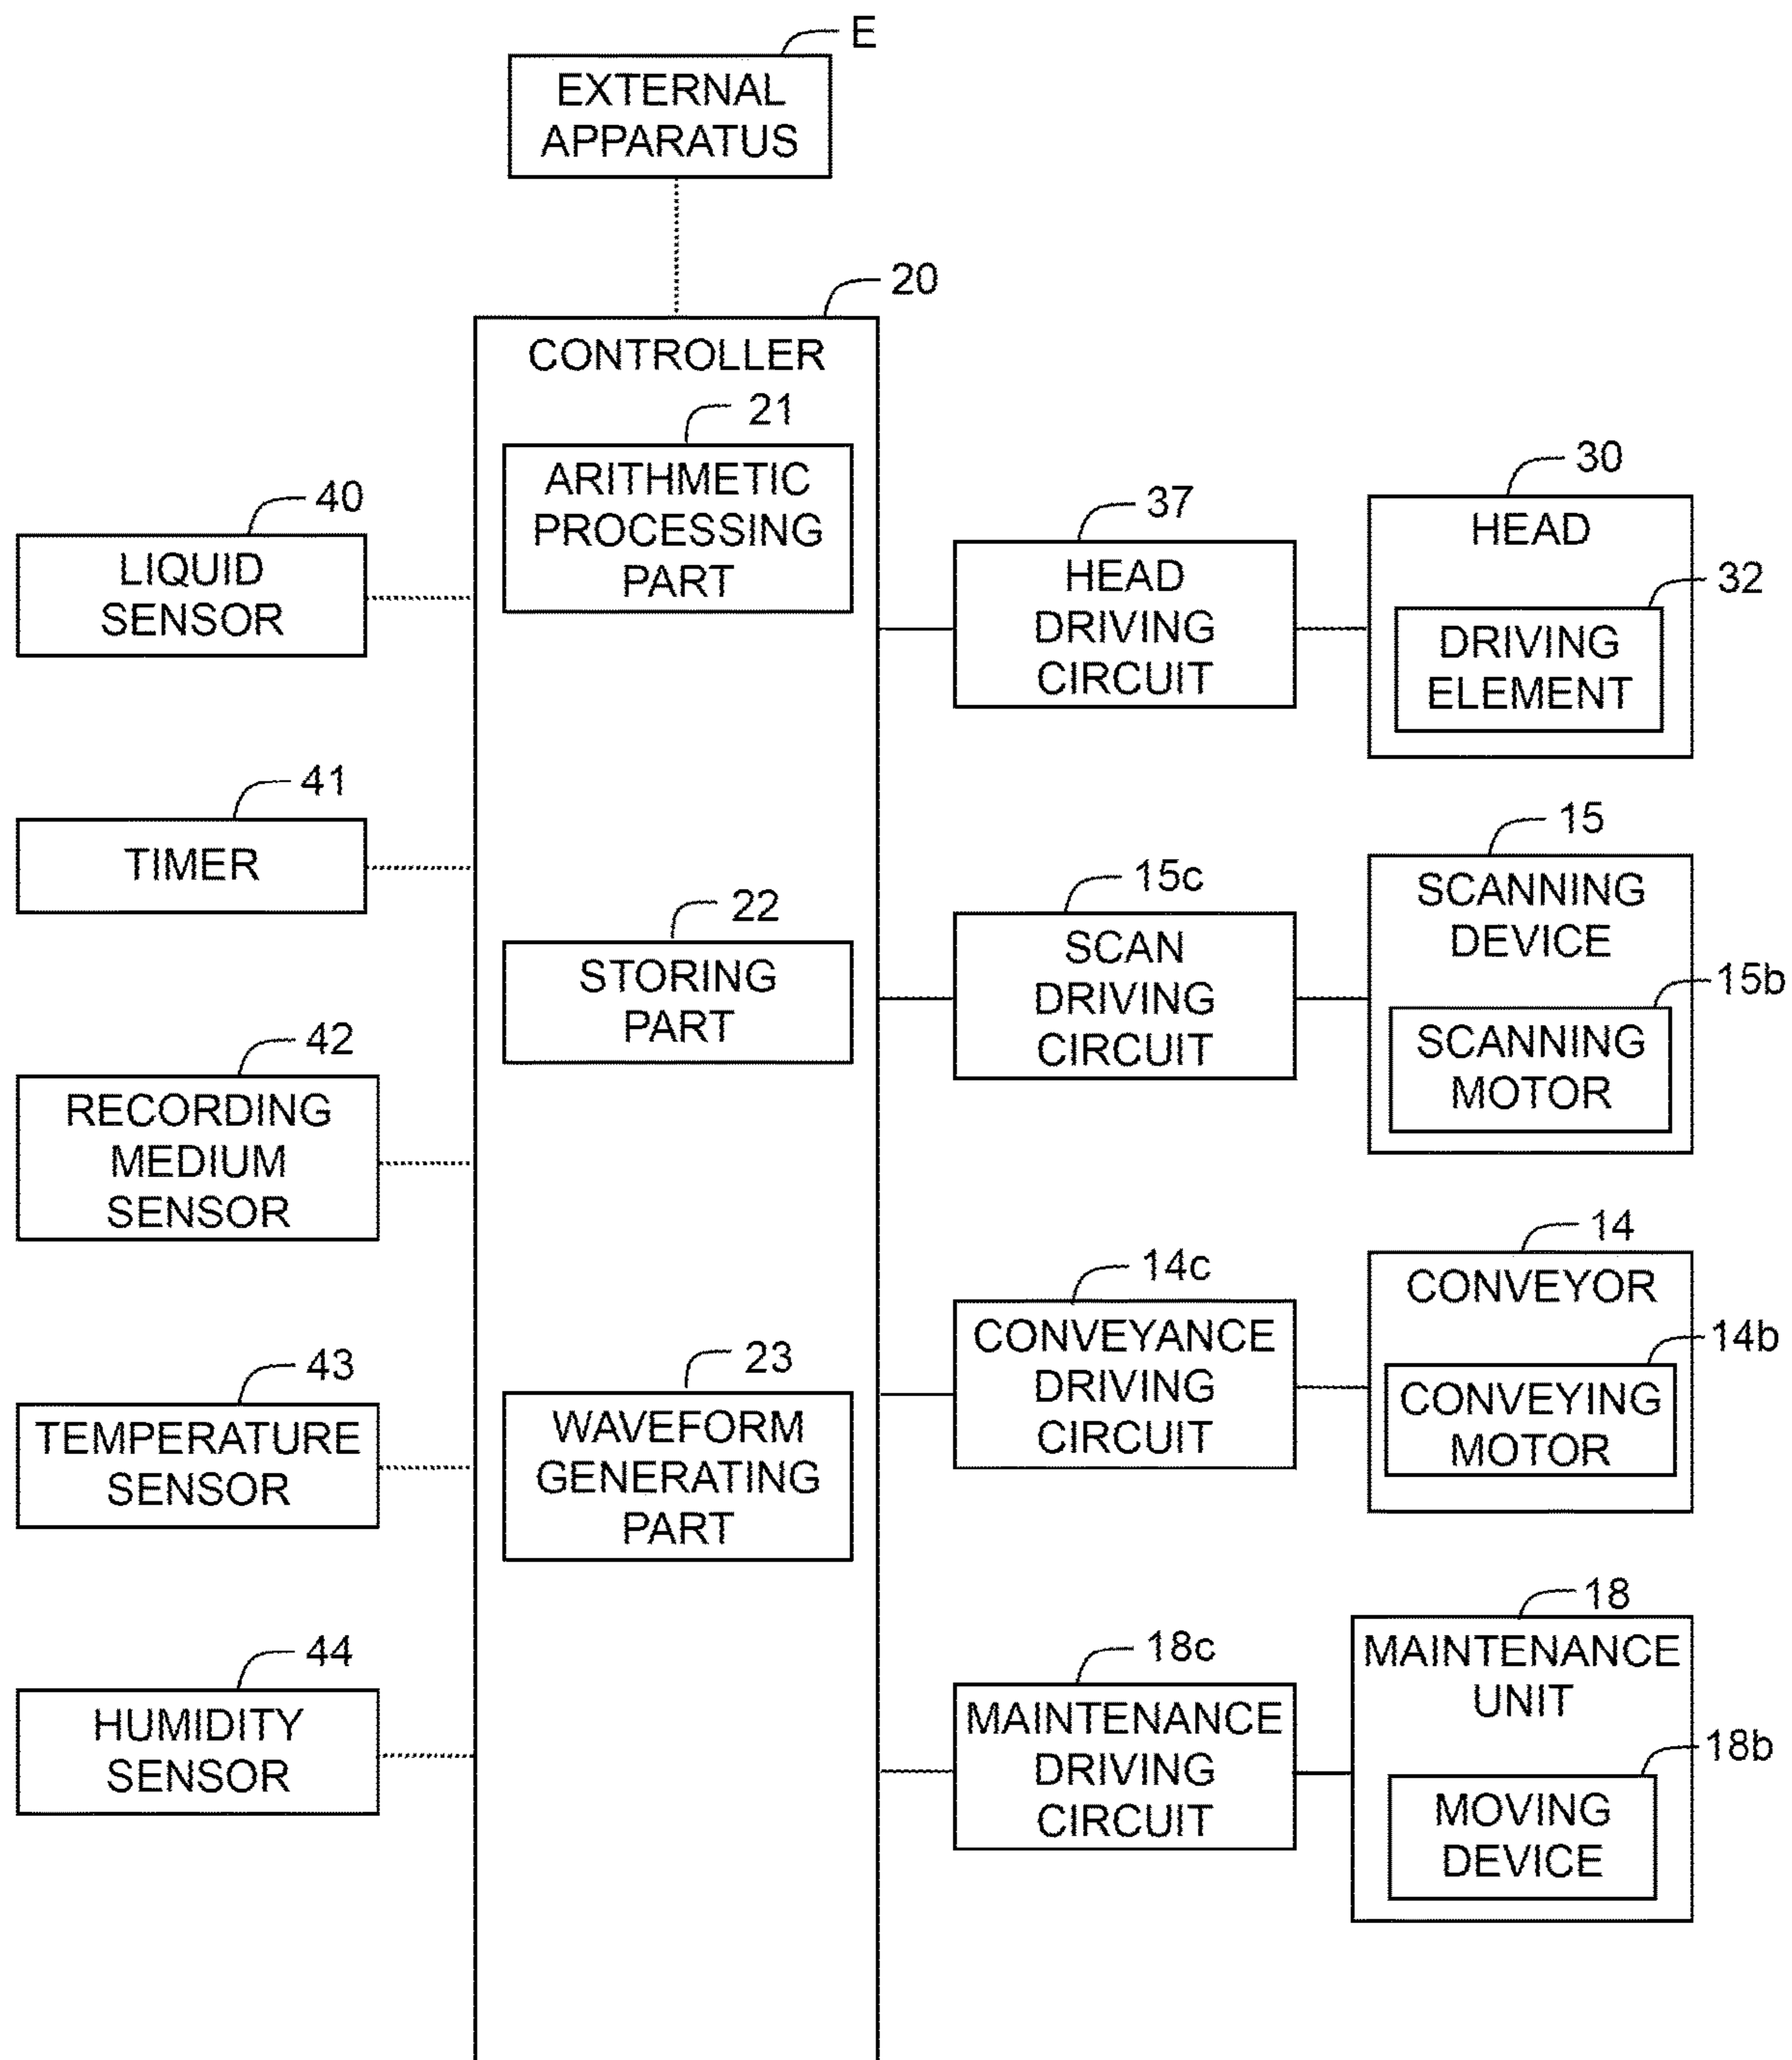 E
EXTERNAL
APPARATUS
20
CONTROLLER
21
ARITHMETIC
PROCESSING
PART
22
STORING
PART
23
WAVEFORM
GENERATING
PART
40
LIQUID
SENSOR
41
TIMER
42
RECORDING
MEDIUM
SENSOR
43
TEMPERATURE
SENSOR
44
HUMIDITY
SENSOR
37
HEAD
DRIVING
CIRCUIT
30
HEAD
32
DRIVING
ELEMENT
15c
SCAN
DRIVING
CIRCUIT
15
SCANNING
DEVICE
15b
SCANNING
MOTOR
14c
CONVEYANCE
DRIVING
CIRCUIT
14
CONVEYOR
14b
CONVEYING
MOTOR
18c
MAINTENANCE
DRIVING
CIRCUIT
18
MAINTENANCE
UNIT
18b
MOVING
DEVICE